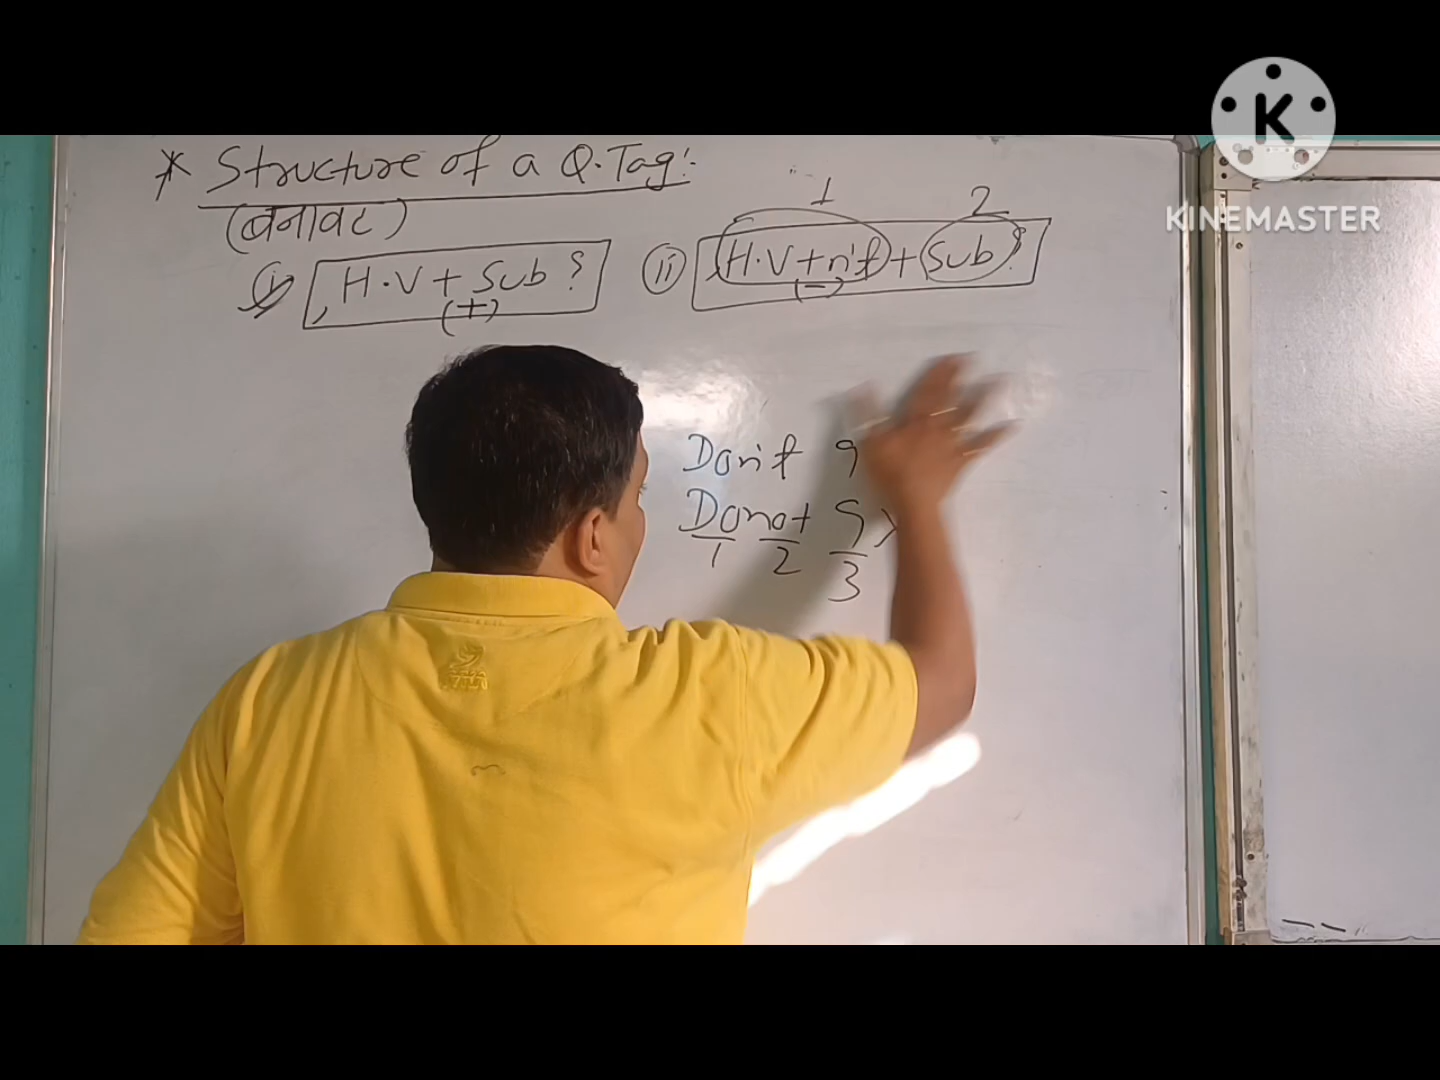 * Structure of a Q. Tag:
(बनावट)
1 2
(i) , H.V + Sub ? (ii) , H.V + n't + Sub ?
(+) (-)
Don't
Do not
1 2 3
K
KINEMASTER